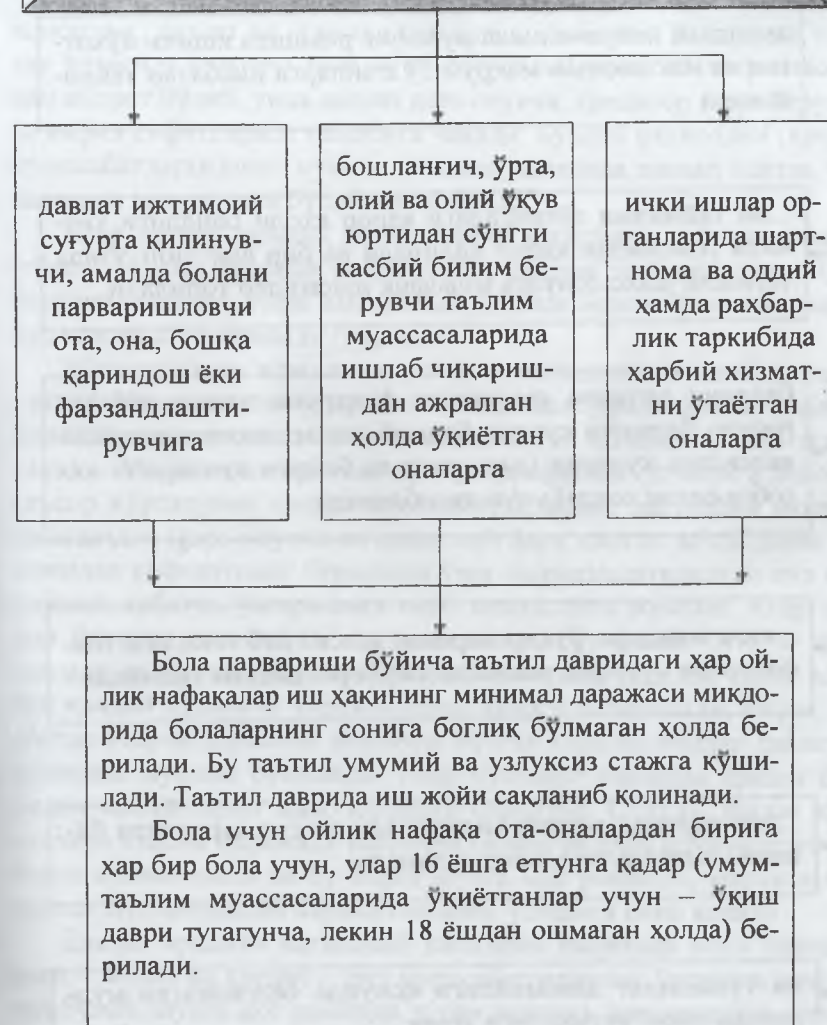 давлат ижтимоий
суғурта қилинув-
чи, амалда болани
парваришловчи
ота, она, бошқа
қариндош ёки
фарзандлашти-
рувчига
бошланғич, ўрта,
олий ва олий ўқув
юртидан сўнгги
касбий билим бе-
рувчи таълим
муассасаларида
ишлаб чиқариш-
дан ажралган
ҳолда ўқиётган
оналарга
ички ишлар ор-
ганларида шарт-
нома ва оддий
ҳамда раҳбар-
лик таркибида
ҳарбий хизмат-
ни ўтаётган
оналарга
Бола парвариши бўйича таътил давридаги ҳар ой-
лик нафақалар иш ҳақининг минимал даражаси миқдо-
рида болаларнинг сонига боғлиқ бўлмаган ҳолда бе-
рилади. Бу таътил умумий ва узлуксиз стажга қўши-
лади. Таътил даврида иш жойи сақланиб қолинади.
Бола учун ойлик нафақа ота-оналардан бирига
ҳар бир бола учун, улар 16 ёшга етгунга қадар (умум-
таълим муассасаларида ўқиётганлар учун – ўқиш
даври тугагунча, лекин 18 ёшдан ошмаган ҳолда) бе-
рилади.